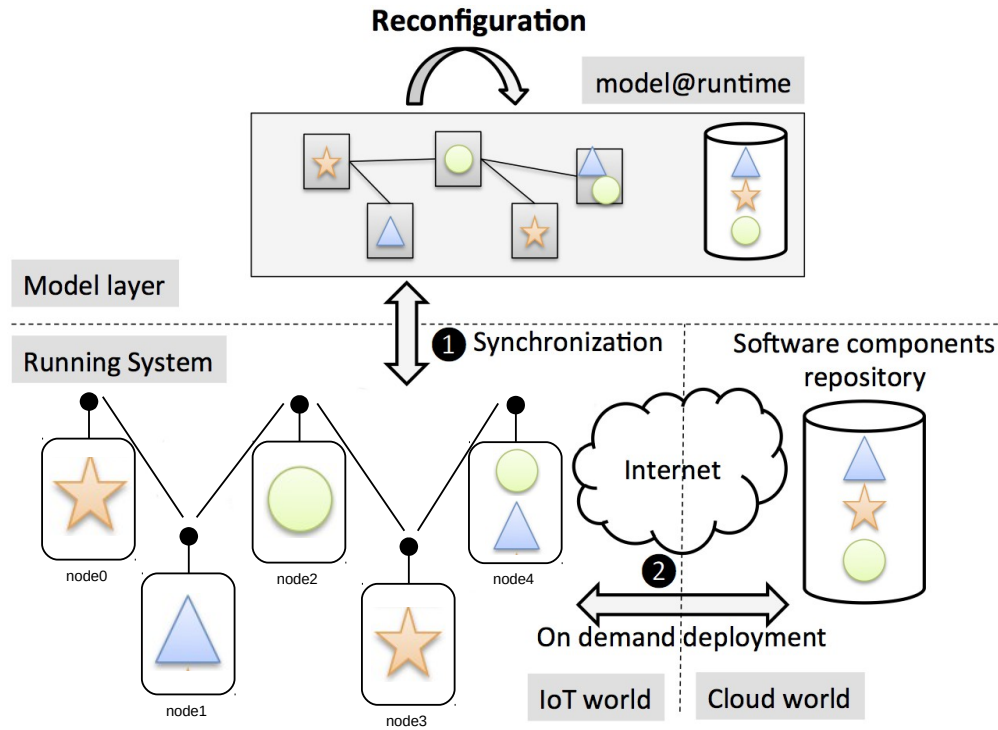 Reconfiguration
model@runtime
Model layer
1 Synchronization
Running System
Software components
repository
Internet
node0
node2
node4
2
On demand deployment
node1
node3
IoT world
Cloud world